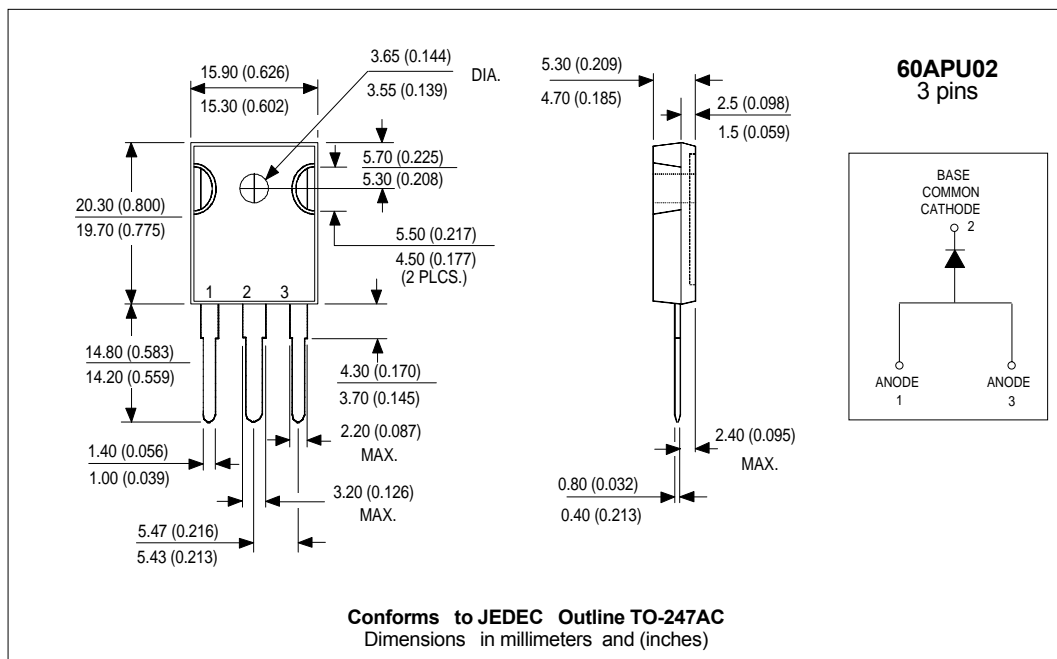 3.65 (0.144)
3.55 (0.139)
DIA.
15.90 (0.626)
15.30 (0.602)
5.70 (0.225)
5.30 (0.208)
20.30 (0.800)
19.70 (0.775)
5.50 (0.217)
4.50 (0.177)
(2 PLCS.)
1 2 3
14.80 (0.583)
14.20 (0.559)
4.30 (0.170)
3.70 (0.145)
2.20 (0.087)
MAX.
1.40 (0.056)
1.00 (0.039)
3.20 (0.126)
MAX.
5.47 (0.216)
5.43 (0.213)
5.30 (0.209)
4.70 (0.185)
2.5 (0.098)
1.5 (0.059)
2.40 (0.095)
MAX.
0.80 (0.032)
0.40 (0.213)
60APU02
3 pins
BASE
COMMON
CATHODE
2
ANODE
1
ANODE
3
Conforms to JEDEC Outline TO-247AC
Dimensions in millimeters and (inches)